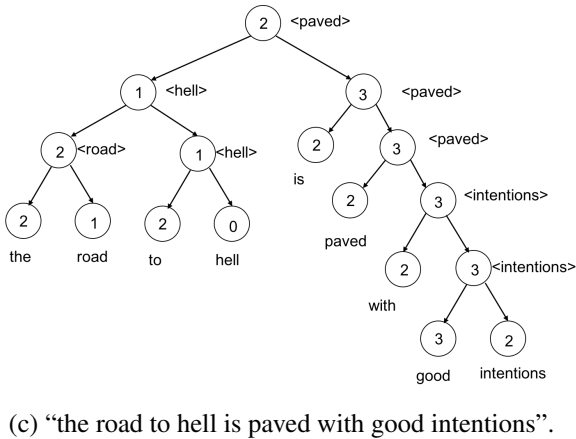 2 <paved>
1 <hell> 3 <paved>
2 <road> 1 <hell> 2 3 <paved>
is
2 1 2 0 2 3 <intentions>
the road to hell paved
2 3 <intentions>
with
3 2
good intentions
(c) “the road to hell is paved with good intentions”.